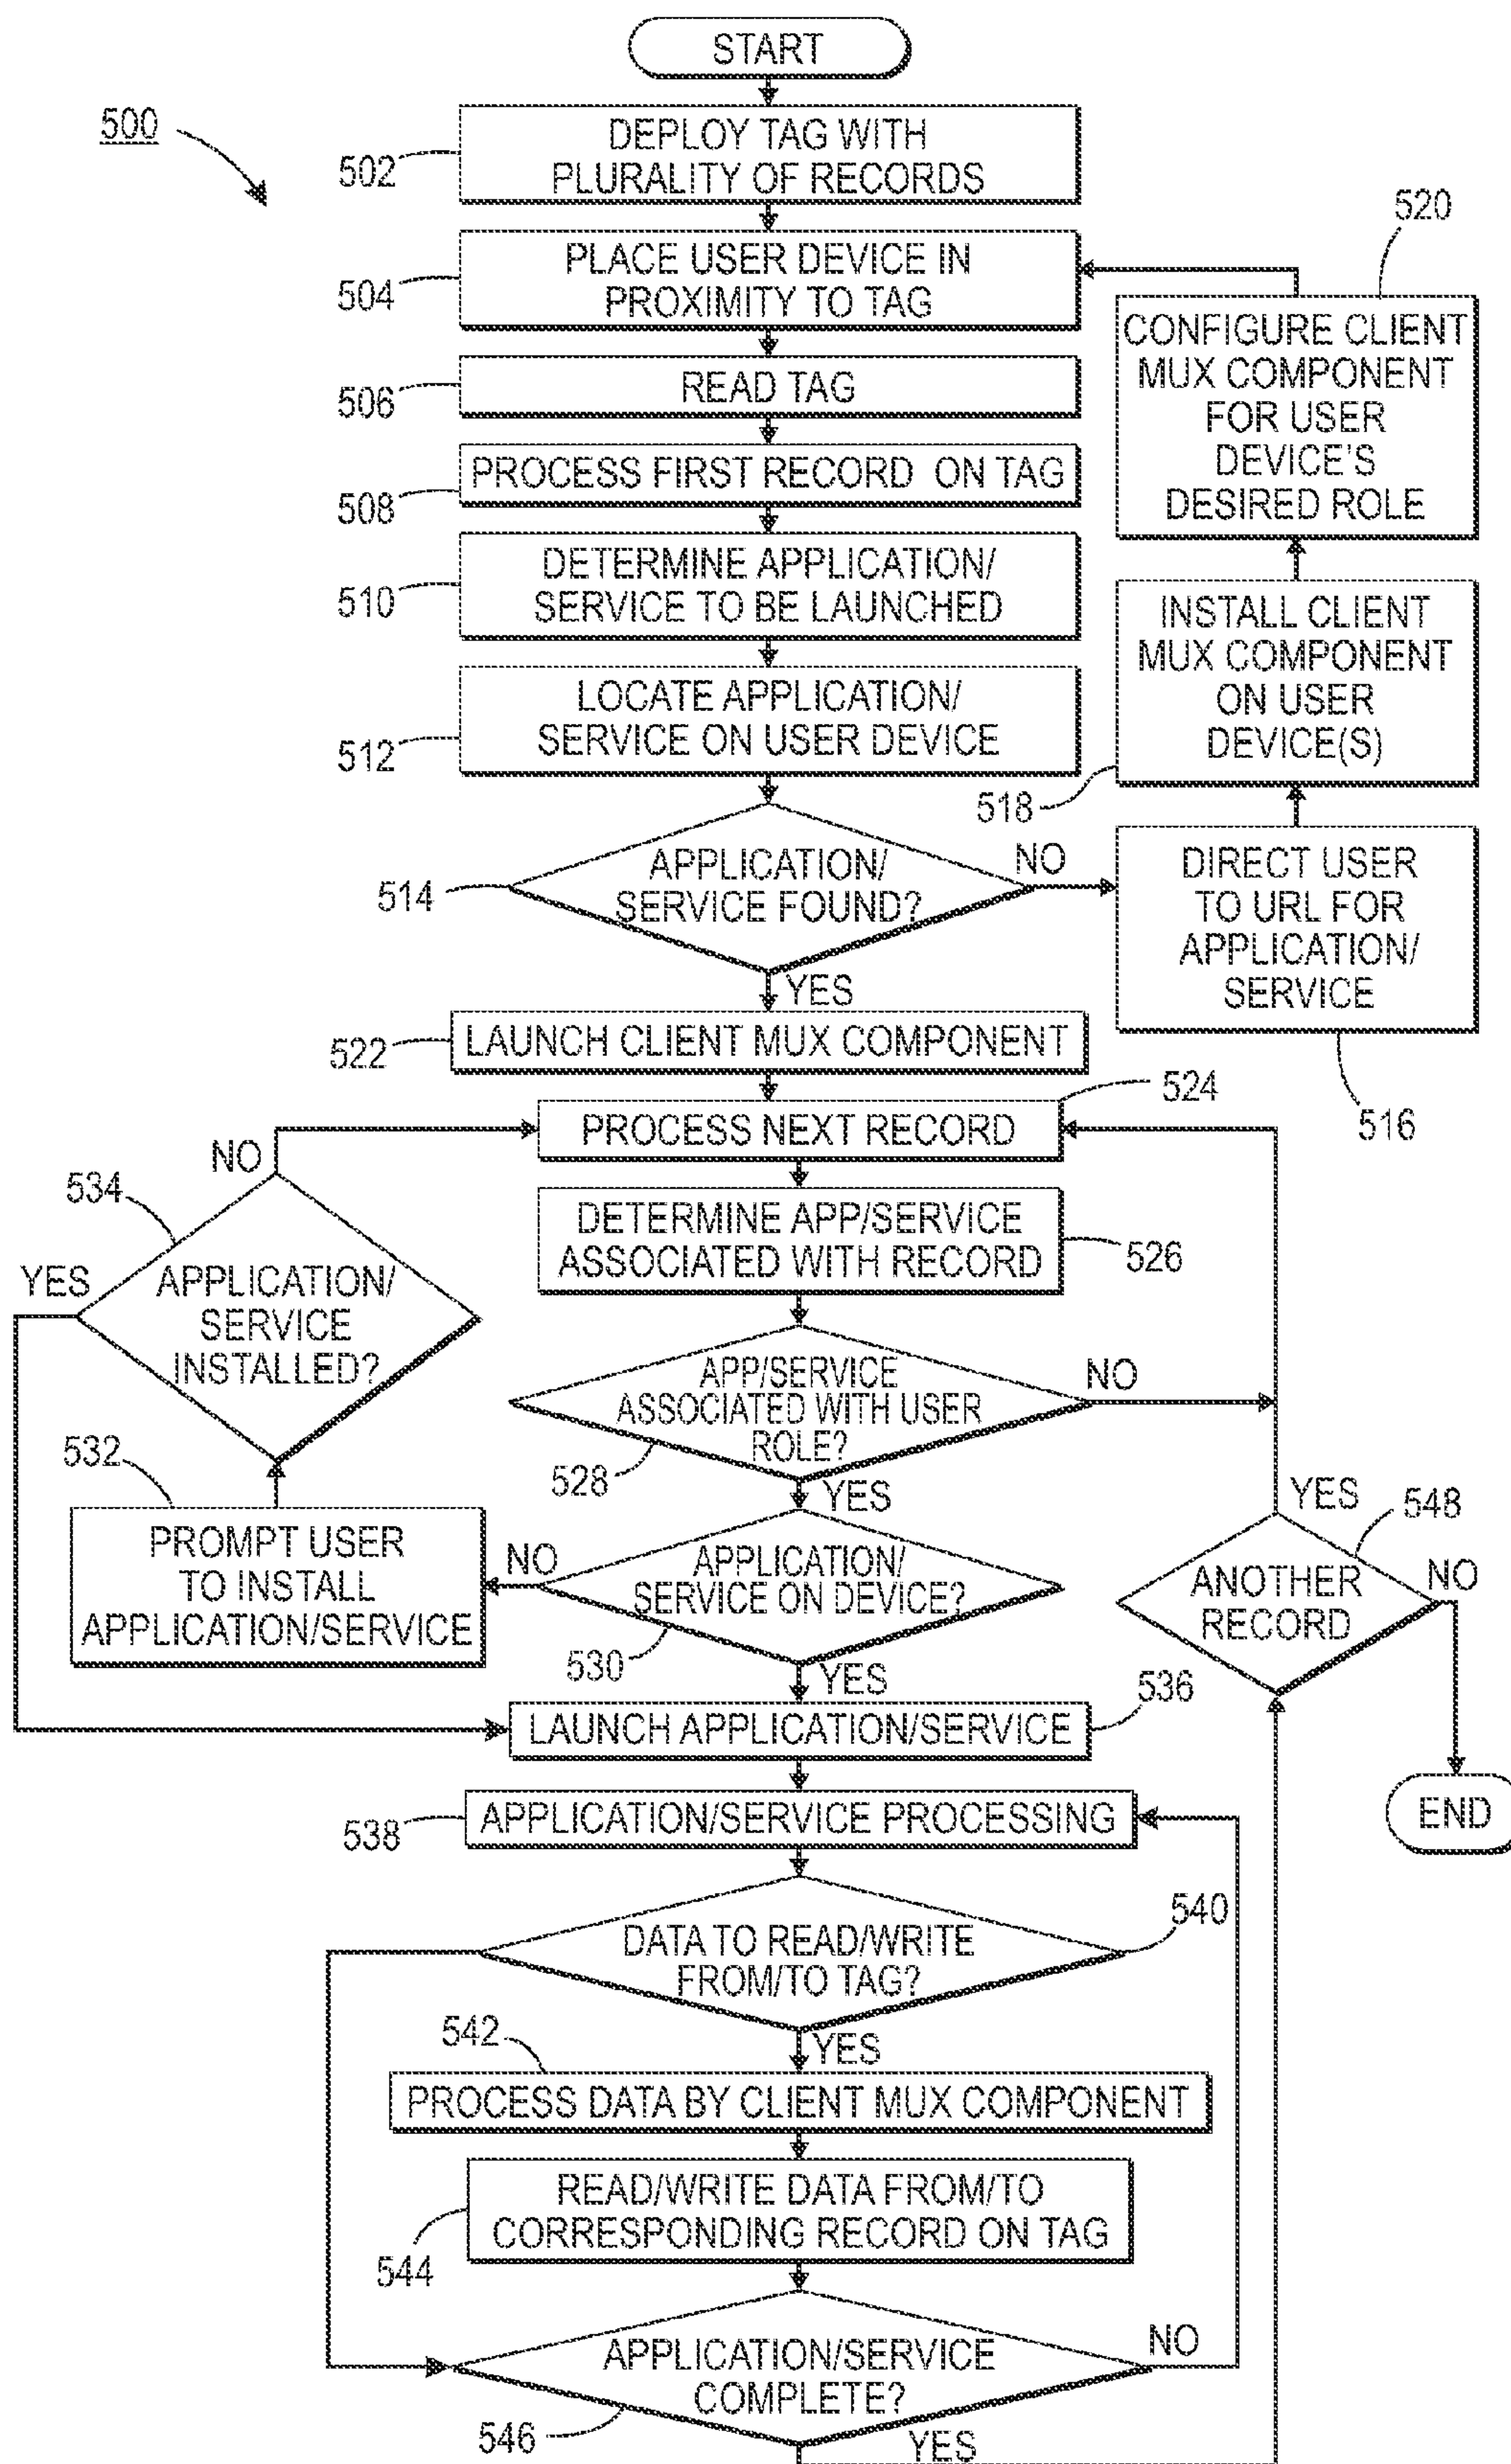 START
500
DEPLOY TAG WITH
PLURALITY OF RECORDS
502
PLACE USER DEVICE IN
PROXIMITY TO TAG
504
READ TAG
506
PROCESS FIRST RECORD ON TAG
508
DETERMINE APPLICATION/
SERVICE TO BE LAUNCHED
510
LOCATE APPLICATION/
SERVICE ON USER DEVICE
512
APPLICATION/
SERVICE FOUND?
514
NO
YES
520
CONFIGURE CLIENT
MUX COMPONENT
FOR USER
DEVICE'S
DESIRED ROLE
INSTALL CLIENT
MUX COMPONENT
ON USER
DEVICE(S)
518
DIRECT USER
TO URL FOR
APPLICATION/
SERVICE
516
LAUNCH CLIENT MUX COMPONENT
522
524
PROCESS NEXT RECORD
DETERMINE APP/SERVICE
ASSOCIATED WITH RECORD
526
NO
534
YES
APPLICATION/
SERVICE
INSTALLED?
APP/SERVICE
ASSOCIATED WITH USER
ROLE?
NO
528
YES
532
PROMPT USER
TO INSTALL
APPLICATION/SERVICE
NO
APPLICATION/
SERVICE ON DEVICE?
530
YES
YES
548
ANOTHER
RECORD
NO
END
LAUNCH APPLICATION/SERVICE
536
APPLICATION/SERVICE PROCESSING
538
DATA TO READ/WRITE
FROM/TO TAG?
540
YES
542
PROCESS DATA BY CLIENT MUX COMPONENT
READ/WRITE DATA FROM/TO
CORRESPONDING RECORD ON TAG
544
APPLICATION/SERVICE
COMPLETE?
NO
546
YES